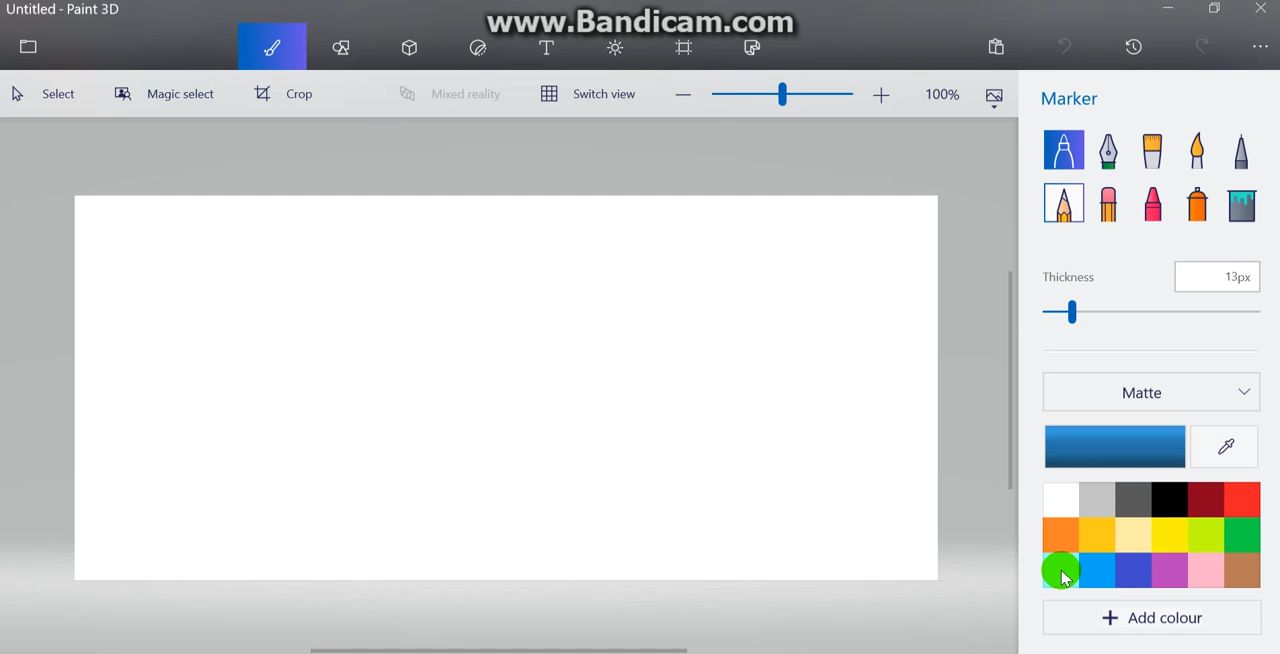 Untitled - Paint 3D
www.Bandicam.com
Select
Magic select
Crop
Mixed reality
Switch view
100%
Marker
Thickness
13px
Matte
Add colour